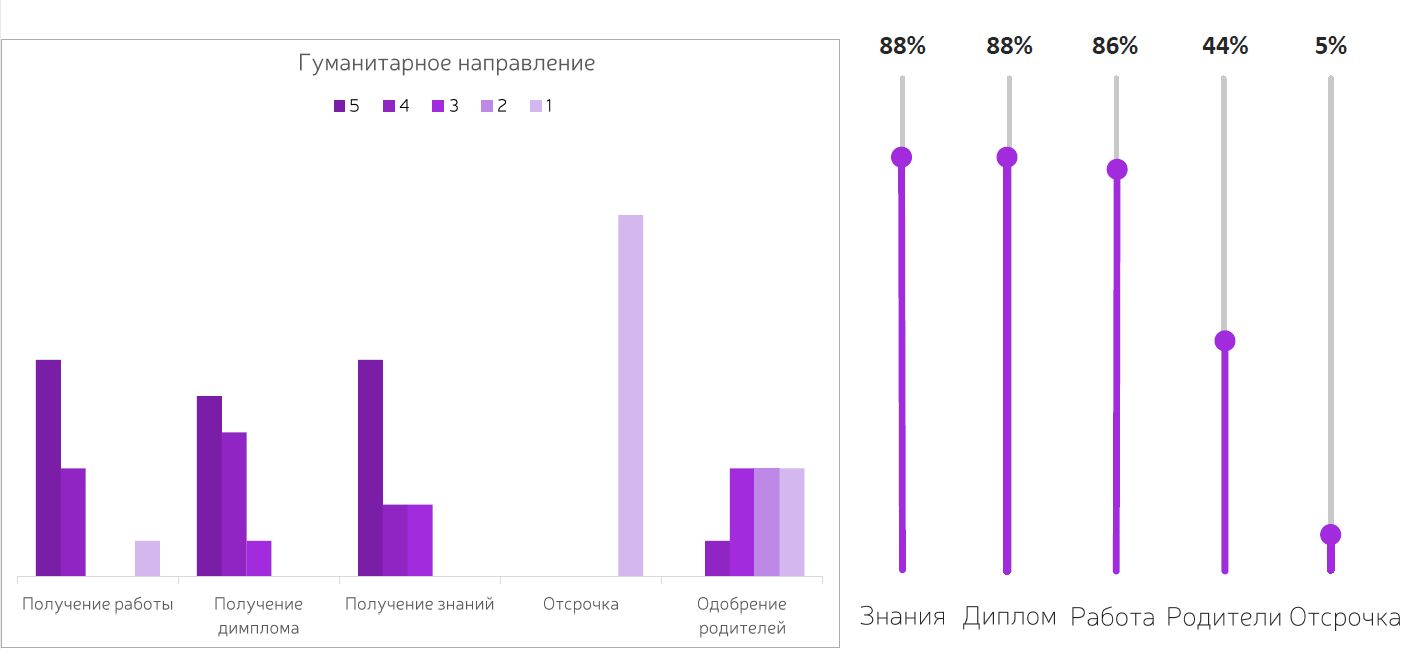 Гуманитарное направление
5 4 3 2 1
Получение работы
Получение
димплома
Получение знаний
Отсрочка
Одобрение
родителей
88% 88% 86% 44% 5%
Знания Диплом Работа Родители Отсрочка